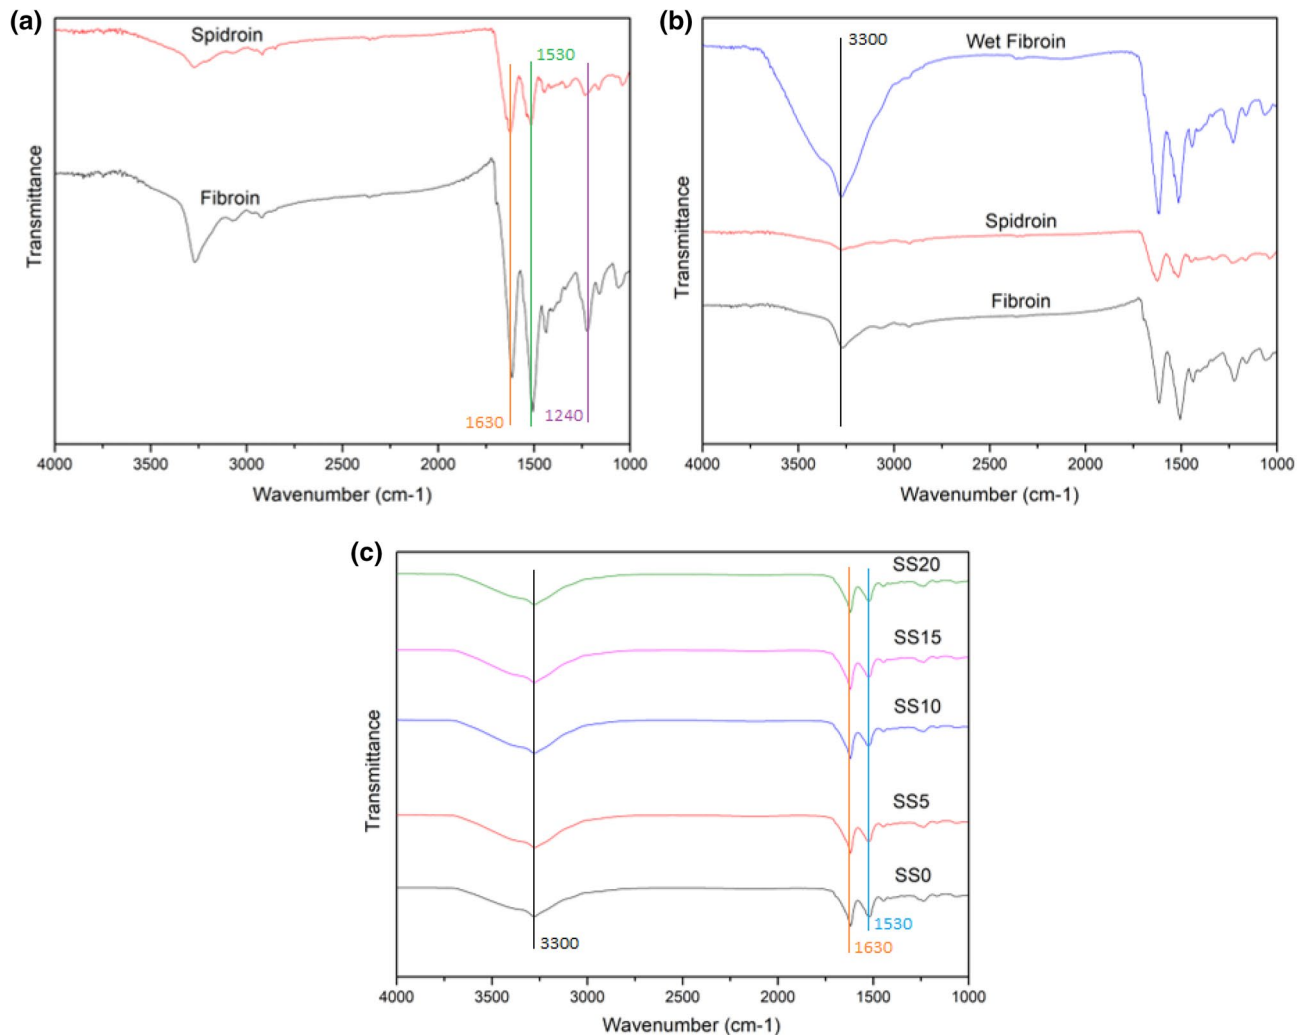 (a)
Spidroin
1530
Fibroin
1630
1240
Transmittance
4000 3500 3000 2500 2000 1500 1000
Wavenumber (cm-1)
(b)
3300
Wet Fibroin
Spidroin
Fibroin
Transmittance
4000 3500 3000 2500 2000 1500 1000
Wavenumber (cm-1)
(c)
SS20
SS15
SS10
SS5
SS0
1530
3300
1630
Transmittance
4000 3500 3000 2500 2000 1500 1000
Wavenumber (cm-1)